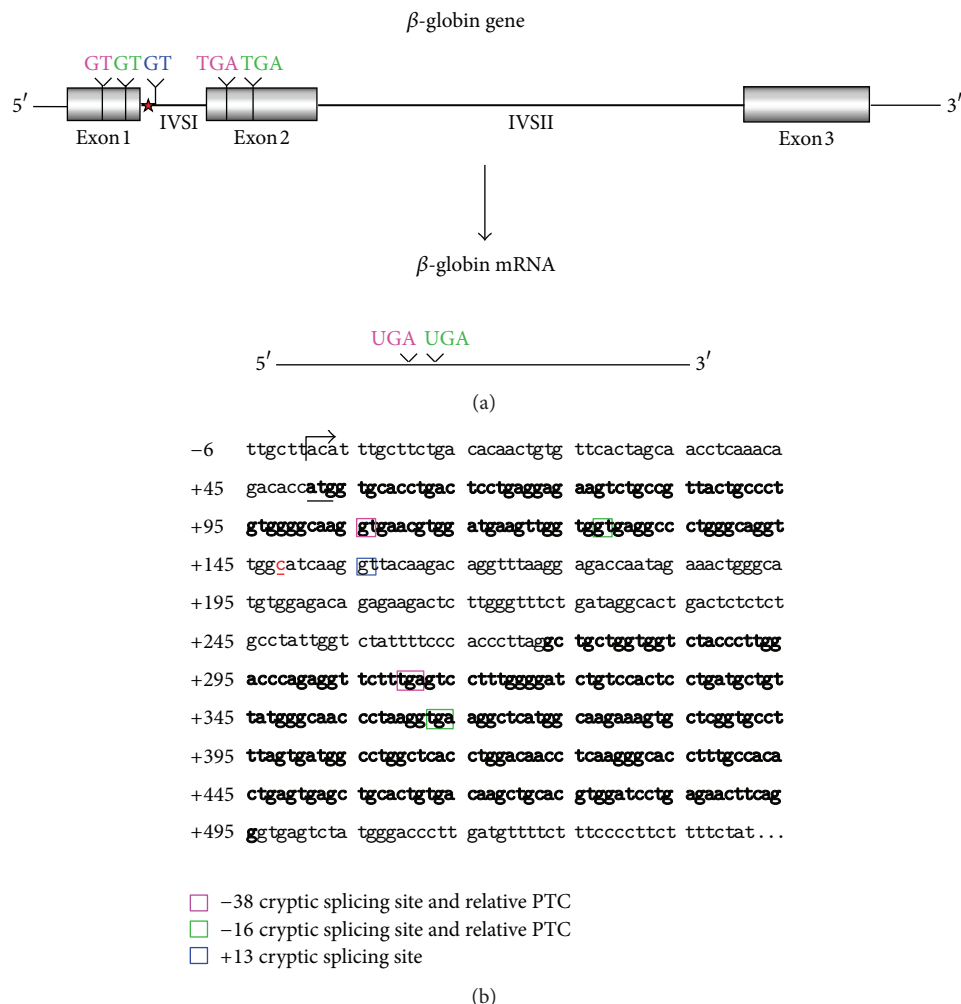 β-globin gene
GT GT GT TGA TGA
5′ 3′
Exon 1 IVSI Exon 2 IVSII Exon 3
β-globin mRNA
UGA UGA
5′ 3′
(a)
−6 ttgcttacat ttgcttctga cacaactgtg ttcactagca acctcaaaca
+45 gacaccatgg tgcacctgac tcctgaggag aagtctgccg ttactgccct
+95 gtggggcaag gtgaacgtgg atgaagttgg tggtgaggcc ctgggcaggt
+145 tggcatcaag gttacaagac aggtttaagg agaccaatag aaactgggca
+195 tgtggagaca gagaagactc ttgggtttct gataggcact gactctctct
+245 gcctattggt ctattttccc acccttaggc tgctggtggt ctacccttgg
+295 acccagaggt tctttgagtc ctttggggat ctgtccactc ctgatgctgt
+345 tatgggcaac cctaaggtga aggctcatgg caagaaagtg ctcggtgcct
+395 ttagtgatgg cctggctcac ctggacaacc tcaagggcac ctttgccaca
+445 ctgagtgagc tgcactgtga caagctgcac gtggatcctg agaacttcag
+495 ggtgagtcta tgggaccctt gatgttttct ttccccttct tttctat...
−38 cryptic splicing site and relative PTC
−16 cryptic splicing site and relative PTC
+13 cryptic splicing site
(b)